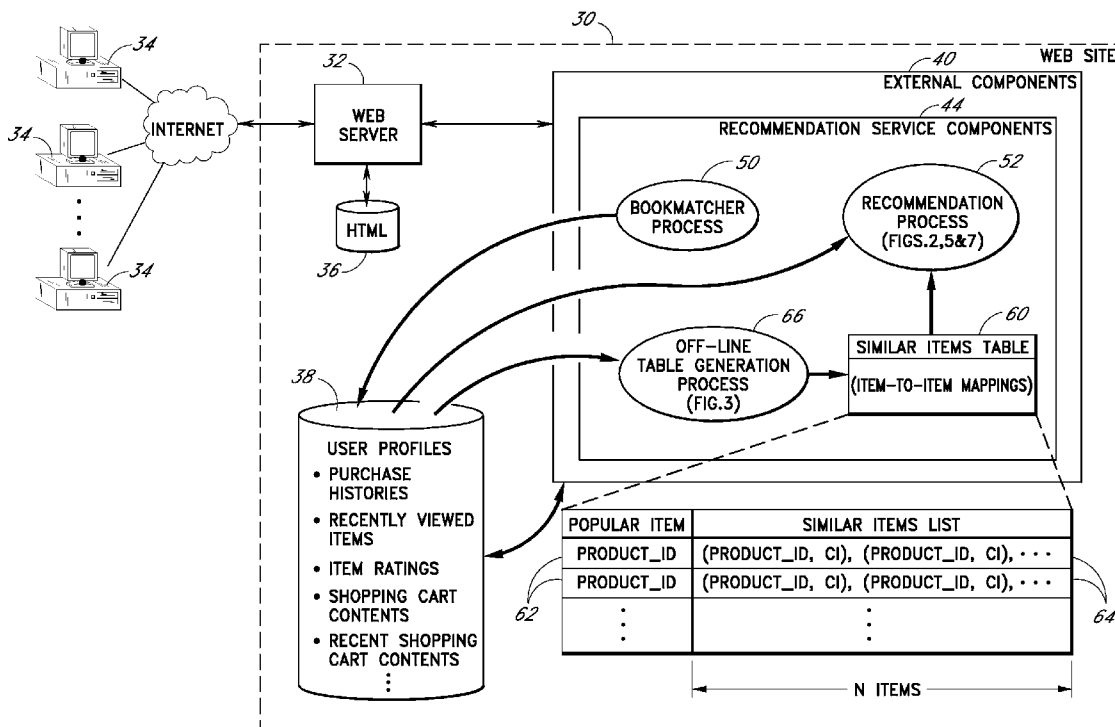 30
WEB SITE
34
34
34
INTERNET
32
WEB
SERVER
HTML
36
40
EXTERNAL COMPONENTS
44
RECOMMENDATION SERVICE COMPONENTS
50
BOOKMATCHER
PROCESS
52
RECOMMENDATION
PROCESS
(FIGS.2,5&7)
66
OFF-LINE
TABLE GENERATION
PROCESS
(FIG.3)
60
SIMILAR ITEMS TABLE
(ITEM-TO-ITEM MAPPINGS)
38
USER PROFILES
• PURCHASE
HISTORIES
• RECENTLY VIEWED
ITEMS
• ITEM RATINGS
• SHOPPING CART
CONTENTS
• RECENT SHOPPING
CART CONTENTS
POPULAR ITEM
SIMILAR ITEMS LIST
PRODUCT_ID
(PRODUCT_ID, CI), (PRODUCT_ID, CI), · · ·
PRODUCT_ID
(PRODUCT_ID, CI), (PRODUCT_ID, CI), · · ·
62
64
N ITEMS